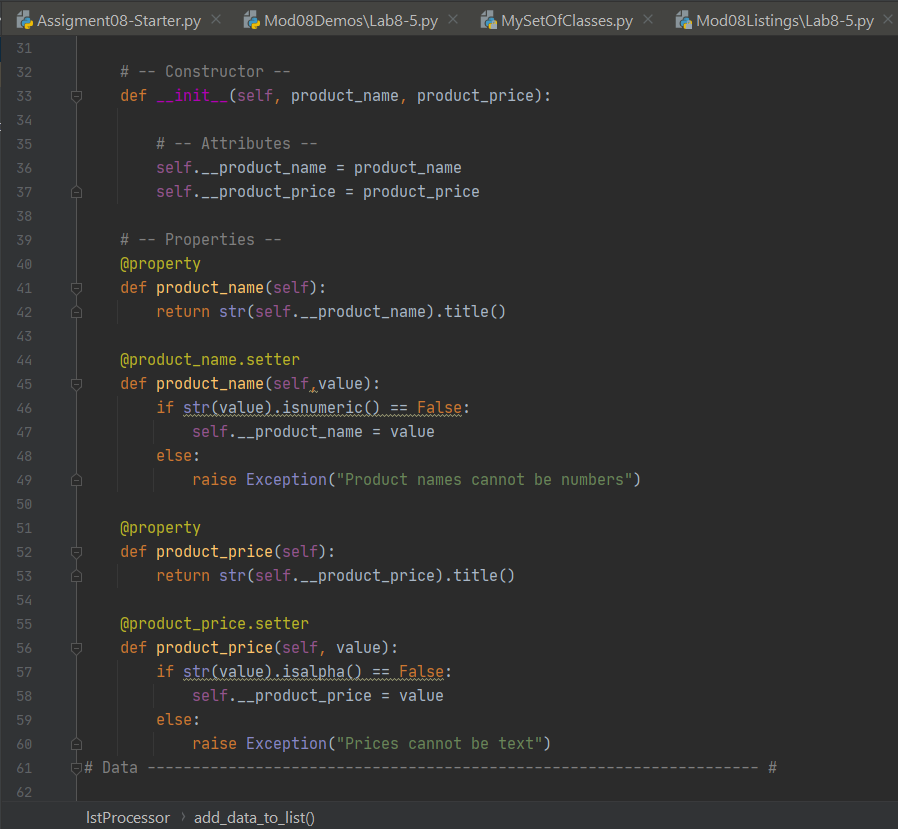 Assigment08-Starter.py × Mod08Demos\Lab8-5.py × MySetOfClasses.py × Mod08Listings\Lab8-5.py ×
31
32 # -- Constructor --
33 def __init__(self, product_name, product_price):
34
35 # -- Attributes --
36 self.__product_name = product_name
37 self.__product_price = product_price
38
39 # -- Properties --
40 @property
41 def product_name(self):
42 return str(self.__product_name).title()
43
44 @product_name.setter
45 def product_name(self,value):
46 if str(value).isnumeric() == False:
47 self.__product_name = value
48 else:
49 raise Exception("Product names cannot be numbers")
50
51 @property
52 def product_price(self):
53 return str(self.__product_price).title()
54
55 @product_price.setter
56 def product_price(self, value):
57 if str(value).isalpha() == False:
58 self.__product_price = value
59 else:
60 raise Exception("Prices cannot be text")
61 # Data -------------------------------------------------------------------- #
62
lstProcessor › add_data_to_list()